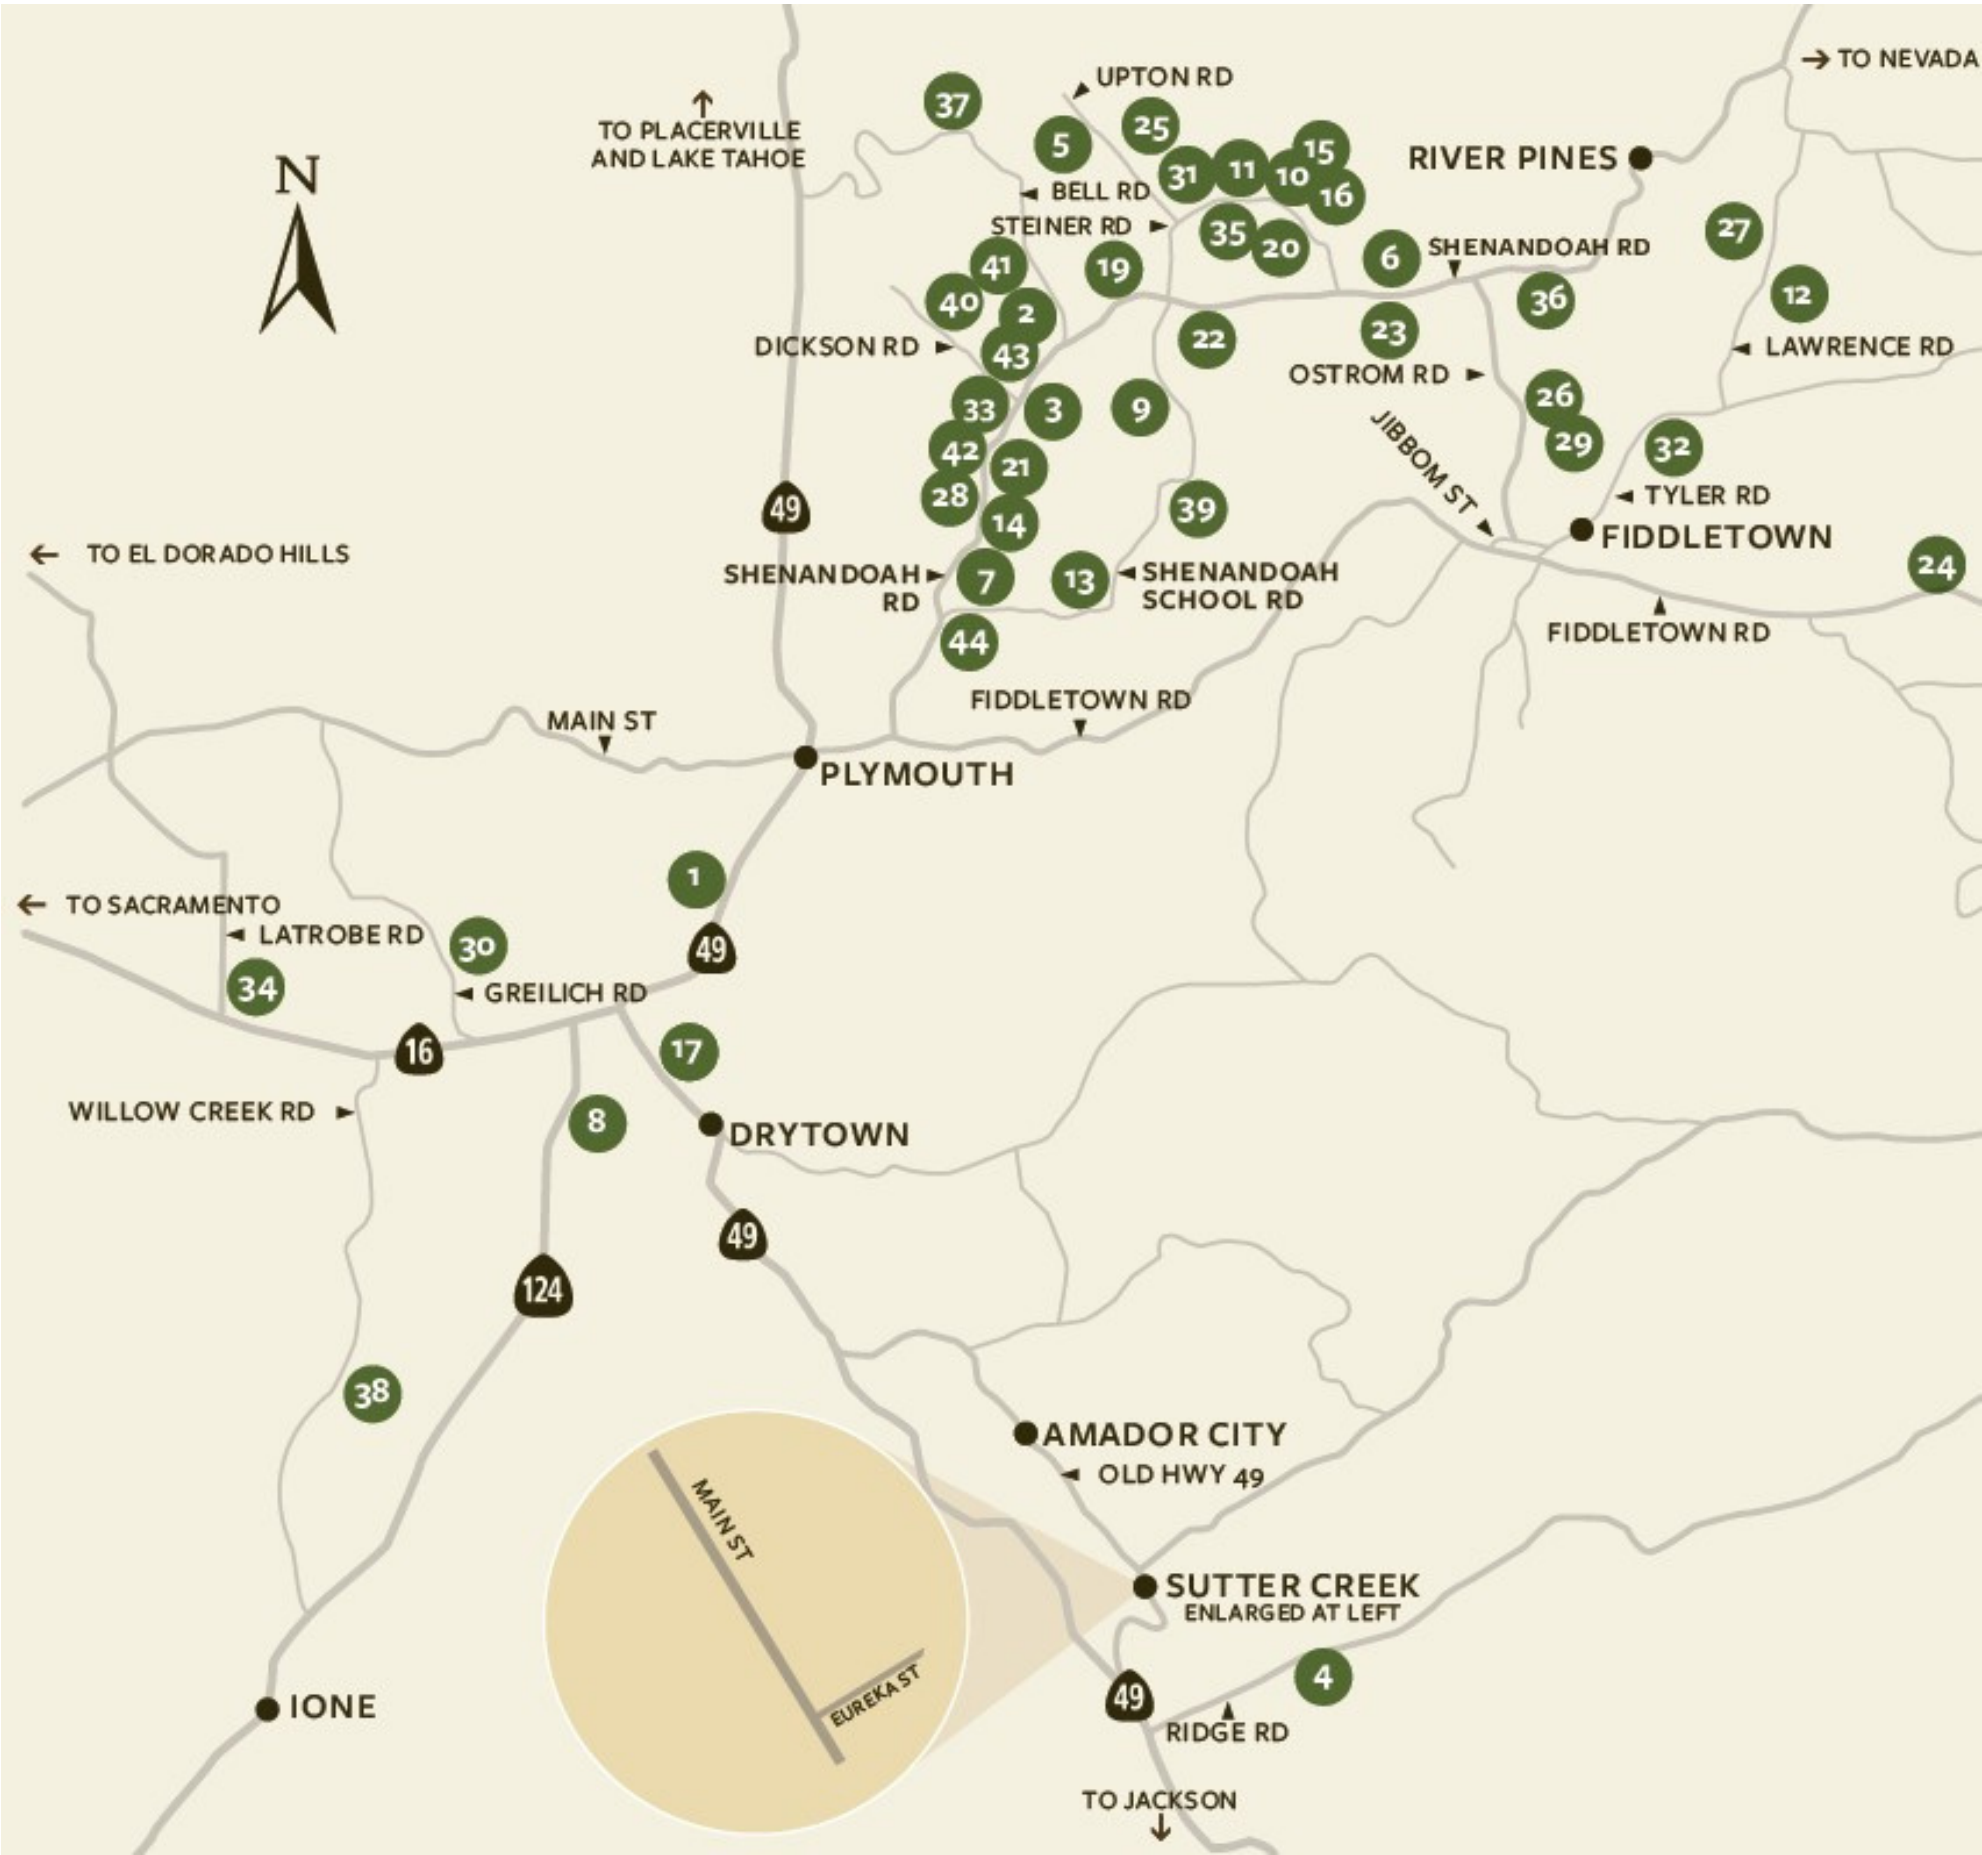 UPTON RD
→ TO NEVADA
37
25
TO PLACERVILLE
AND LAKE TAHOE
5
15
N
31
11
10
RIVER PINES
BELL RD
16
STEINER RD
35
20
27
6
SHENANDOAH RD
41
19
40
2
36
12
DICKSON RD
43
22
23
LAWRENCE RD
OSTROM RD
33
3
9
26
42
21
JIBBOM ST
29
32
28
14
49
39
TYLER RD
FIDDLETOWN
← TO EL DORADO HILLS
24
SHENANDOAH
RD
7
13
SHENANDOAH
SCHOOL RD
44
FIDDLETOWN RD
FIDDLETOWN RD
MAIN ST
PLYMOUTH
1
← TO SACRAMENTO
LATROBE RD
30
49
34
GREILICH RD
16
17
WILLOW CREEK RD
8
DRYTOWN
49
124
38
AMADOR CITY
OLD HWY 49
MAIN ST
SUTTER CREEK
ENLARGED AT LEFT
EUREKA ST
4
49
IONE
RIDGE RD
TO JACKSON